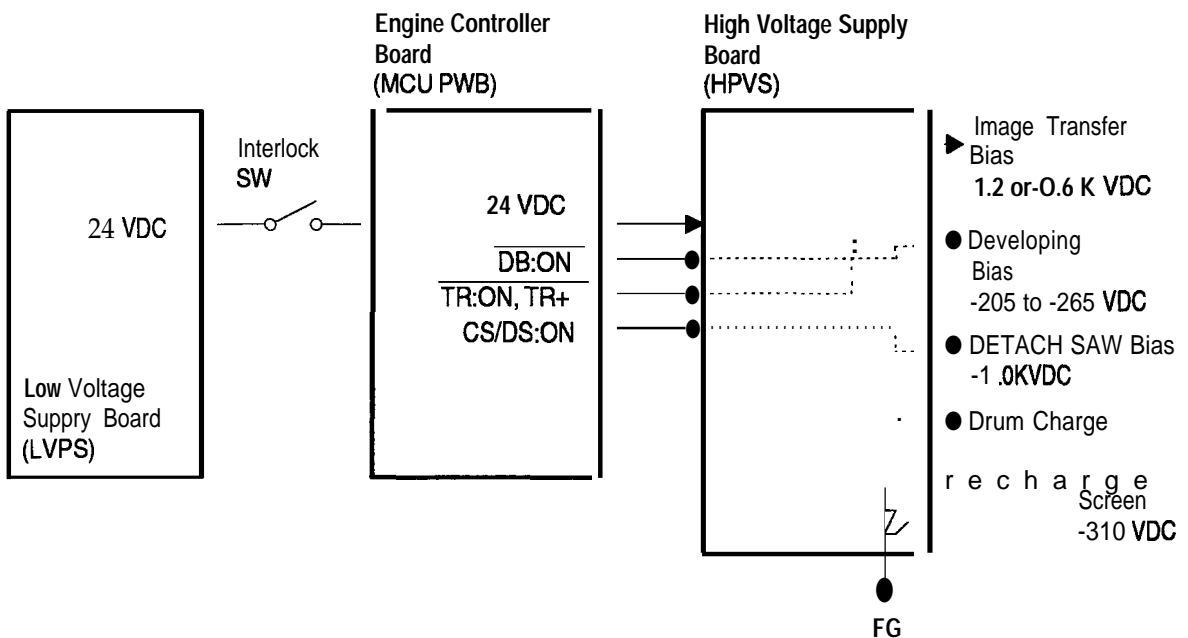 Engine Controller
Board
(MCU PWB)
High Voltage Supply
Board
(HPVS)
Interlock
SW
24 VDC
Low Voltage
Suppry Board
(LVPS)
24 VDC
DB:ON
TR:ON, TR+
CS/DS:ON
Image Transfer
Bias
1.2 or-O.6 K VDC
Developing
Bias
-205 to -265 VDC
DETACH SAW Bias
-1 .0KVDC
Drum Charge
recharge
Screen
-310 VDC
FG